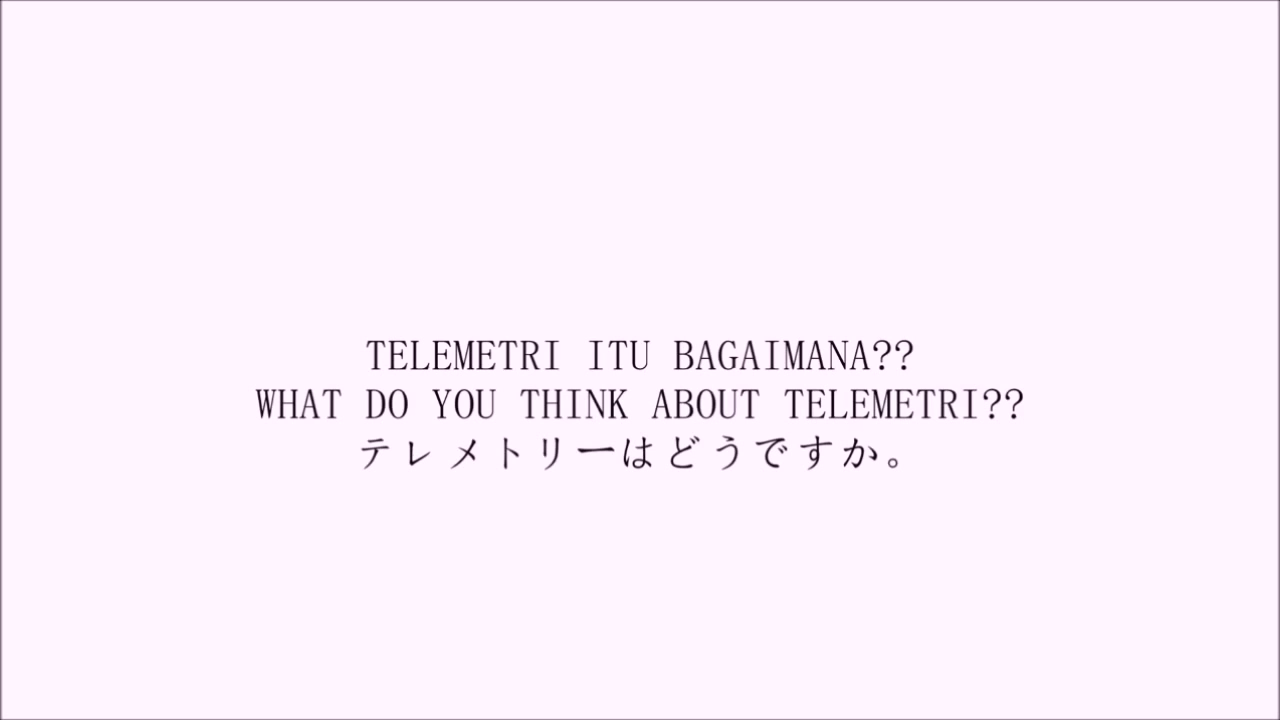 TELEMETRI ITU BAGAIMANA??
WHAT DO YOU THINK ABOUT TELEMETRI??
テレメトリーはどうですか。